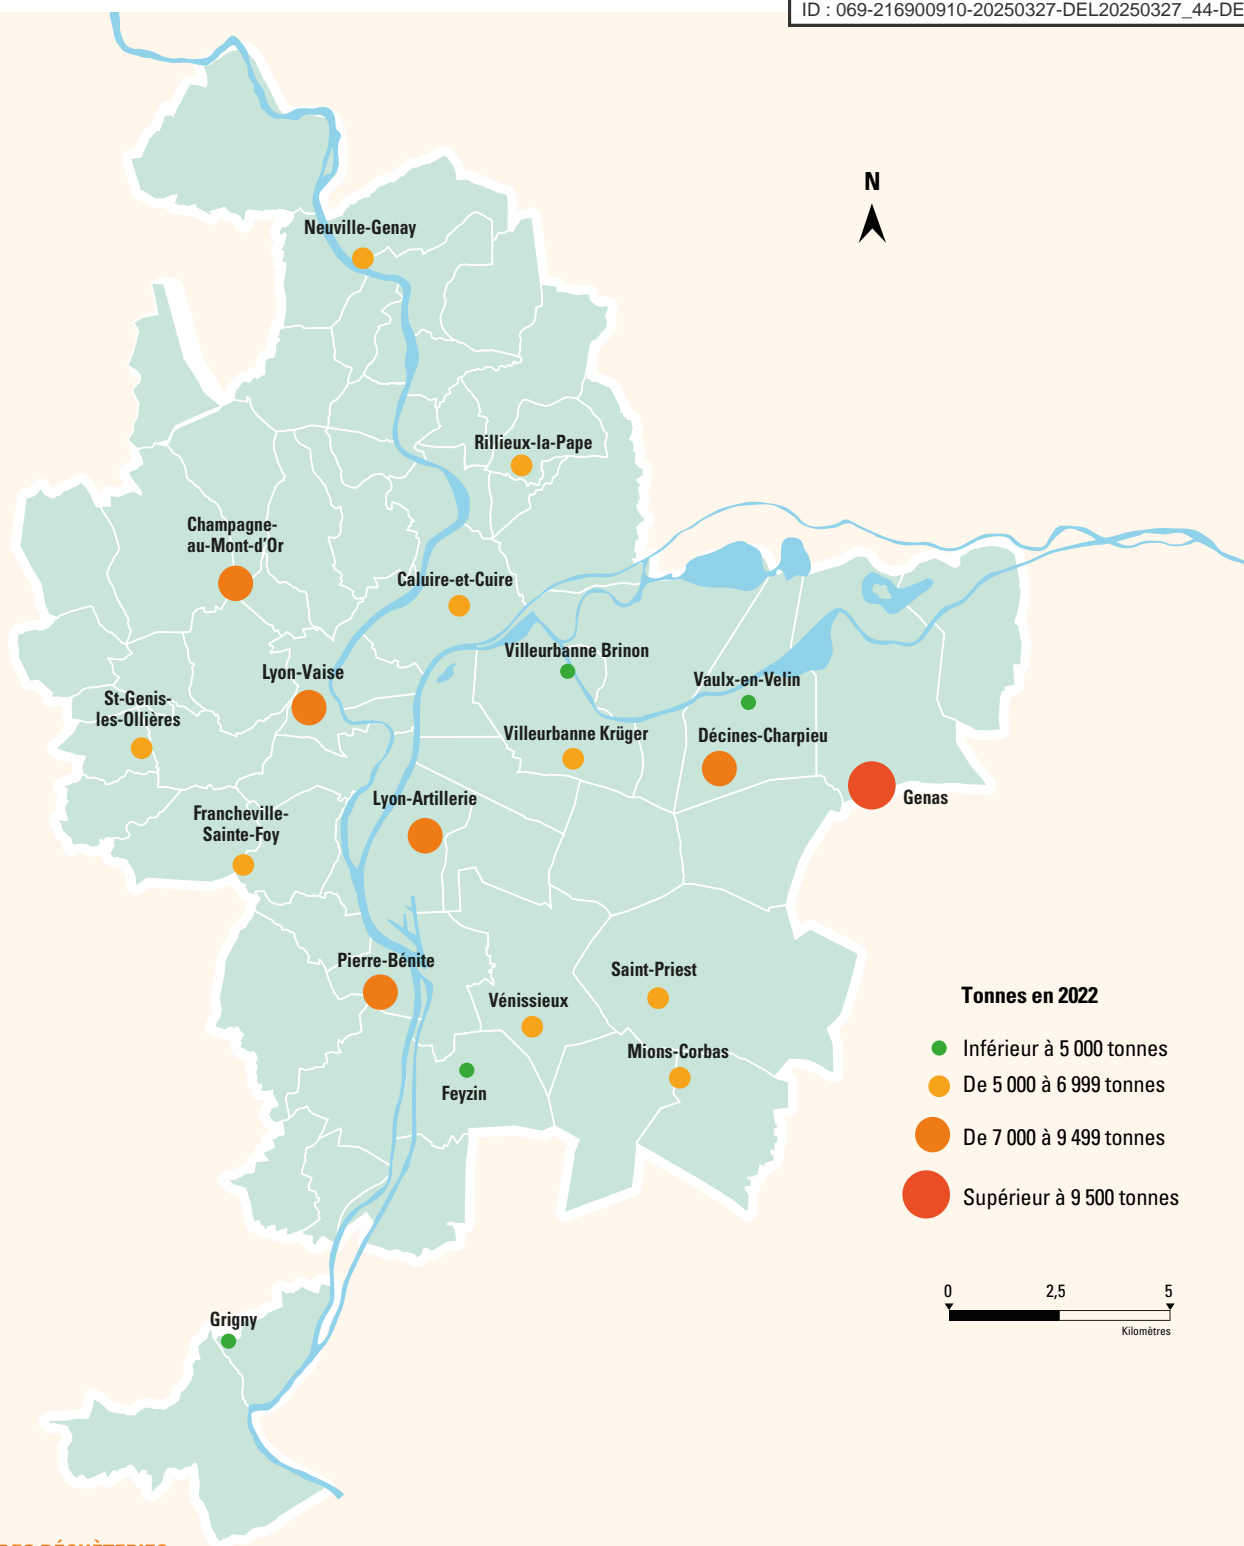 ID : 069-216900910-20250327-DEL20250327_44-DE
N
Neuville-Genay
Rillieux-la-Pape
Champagne-
au-Mont-d'Or
Caluire-et-Cuire
Villeurbanne Brinon
Lyon-Vaise
Vaulx-en-Velin
St-Genis-
les-Ollières
Villeurbanne Krüger
Décines-Charpieu
Lyon-Artillerie
Genas
Francheville-
Sainte-Foy
Pierre-Bénite
Saint-Priest
Vénissieux
Mions-Corbas
Feyzin
Grigny
Tonnes en 2022
Inférieur à 5 000 tonnes
De 5 000 à 6 999 tonnes
De 7 000 à 9 499 tonnes
Supérieur à 9 500 tonnes
0 2,5 5
Kilomètres